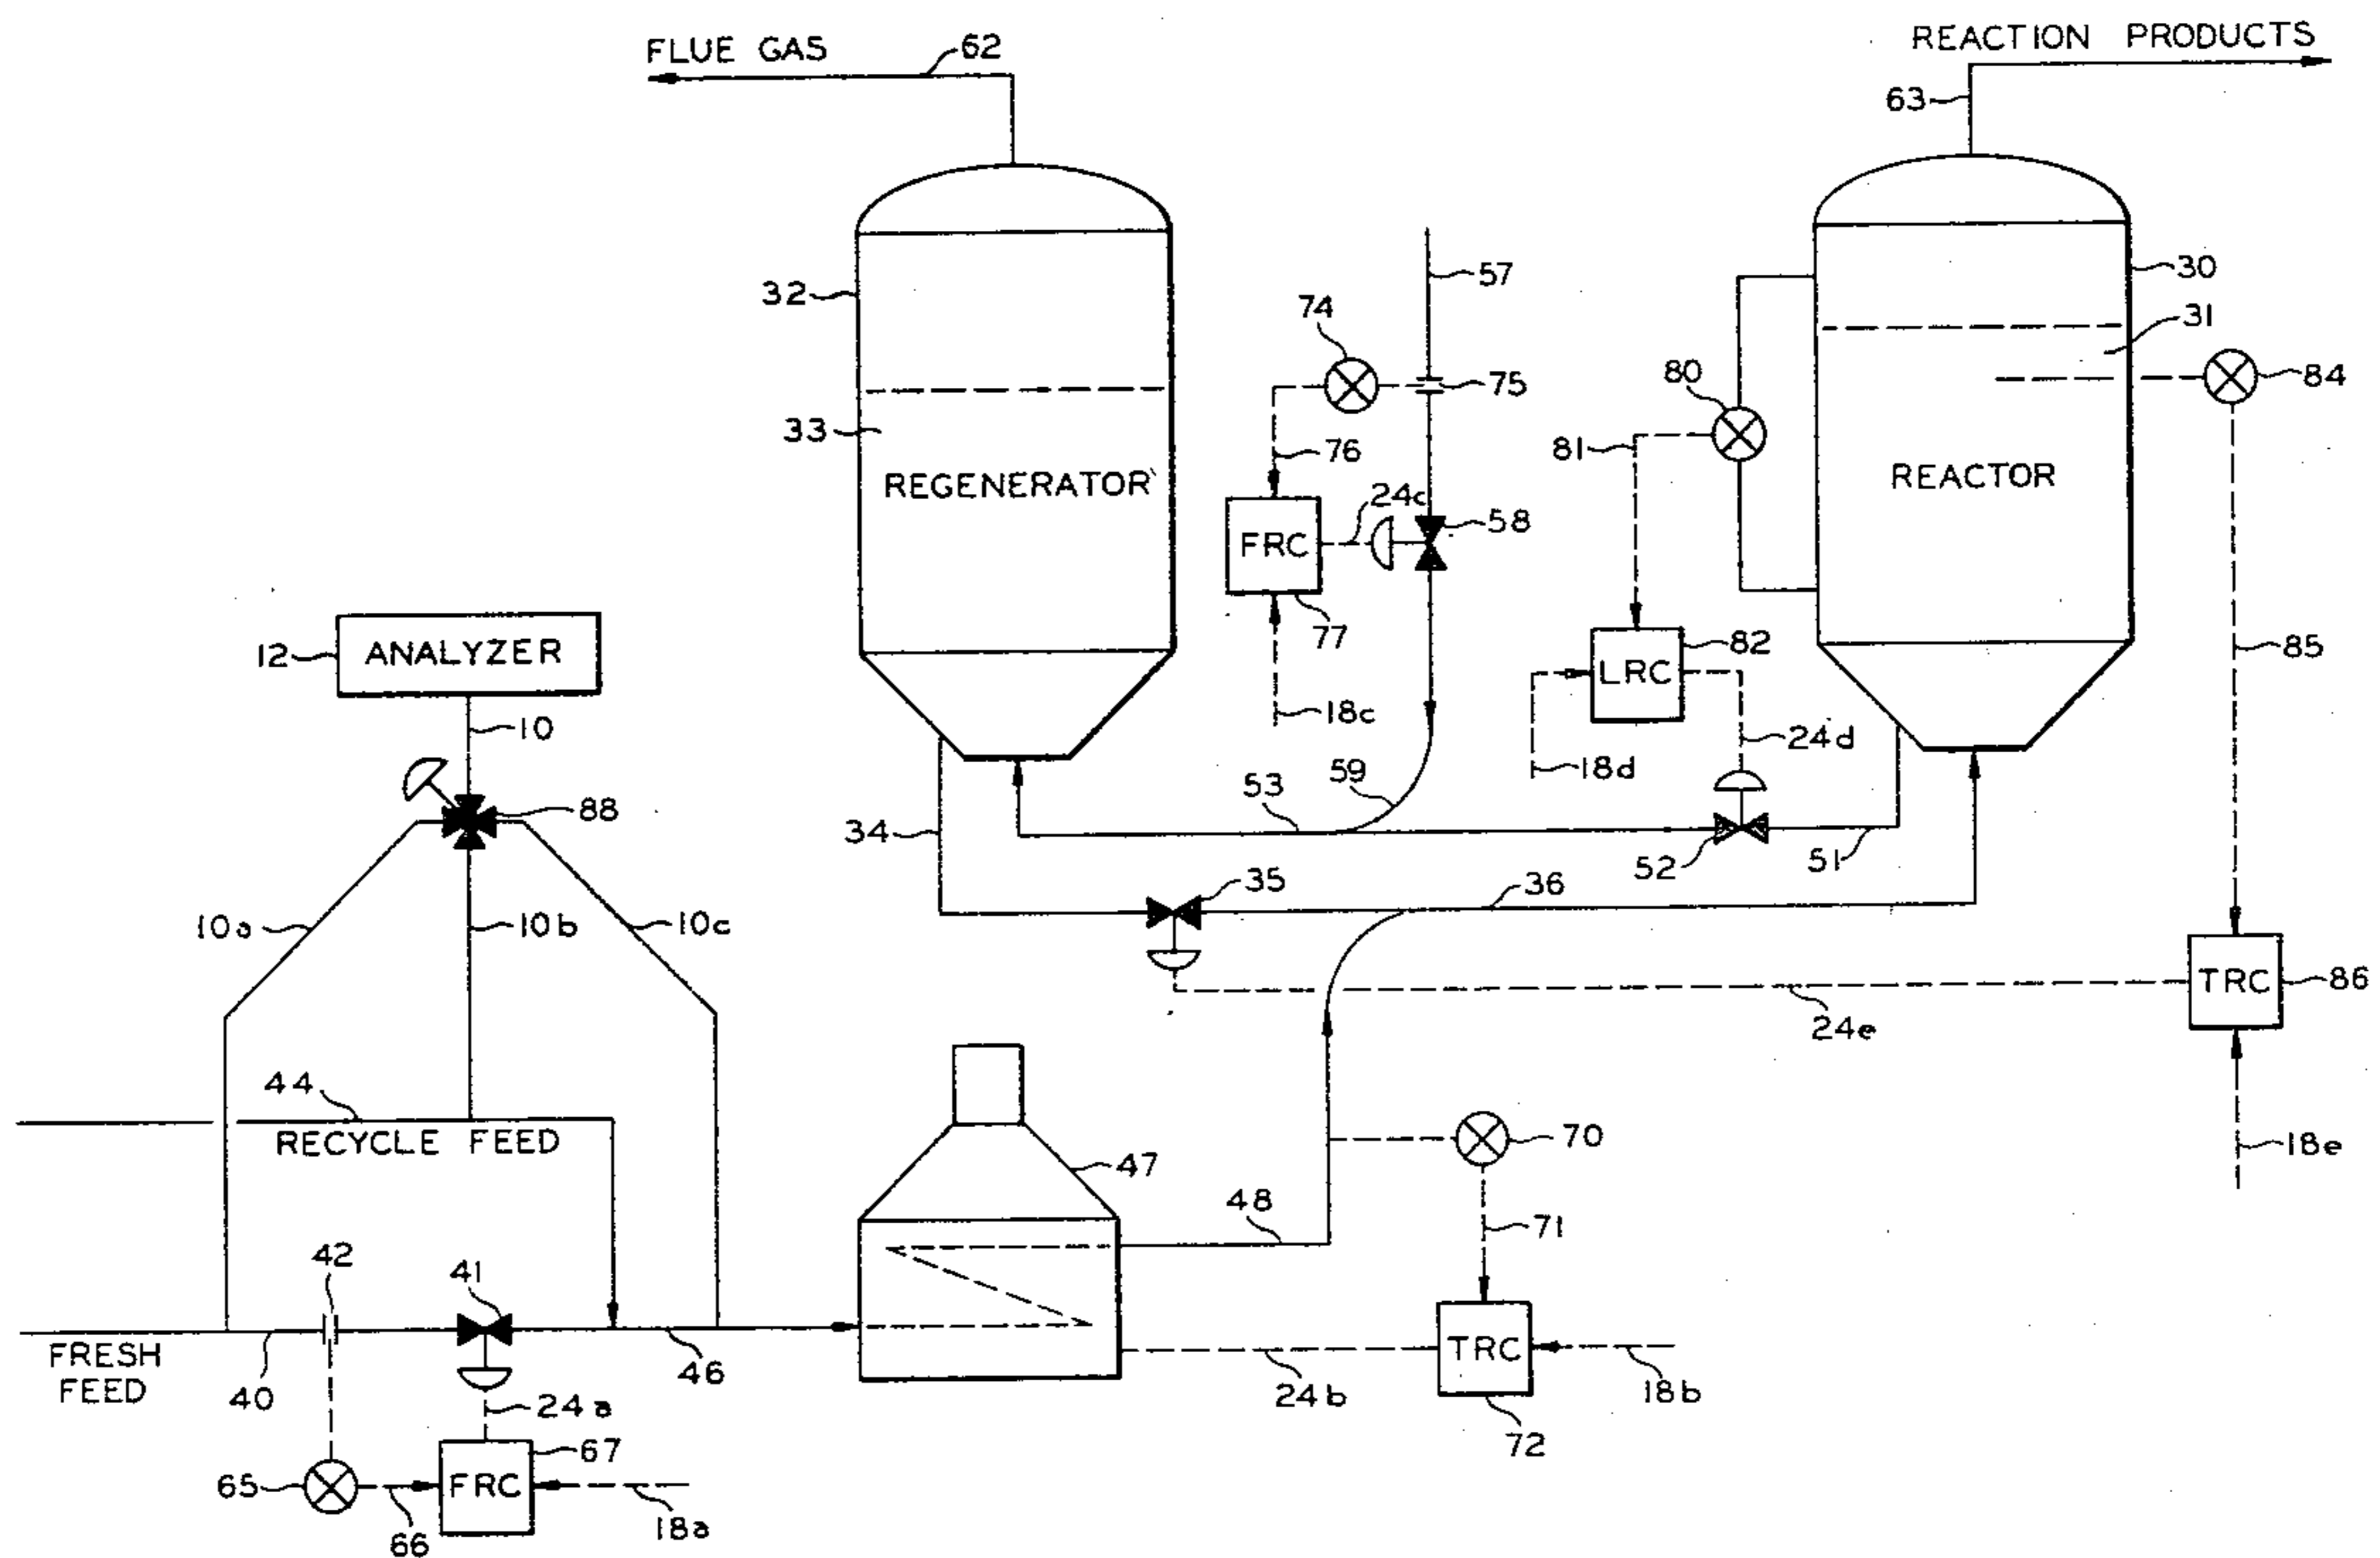 FLUE GAS
62
REACTION PRODUCTS
63
32
33
REGENERATOR
57
74
75
76
24c
58
FRC
77
18c
30
31
80
84
81
REACTOR
82
LRC
85
18d
24d
ANALYZER
12
10
88
10a
10b
10c
34
53
59
52
51
35
36
TRC
86
24e
18e
44
RECYCLE FEED
47
48
70
71
42
41
FRESH
FEED
40
46
24a
67
65
66
FRC
18a
24b
TRC
18b
72